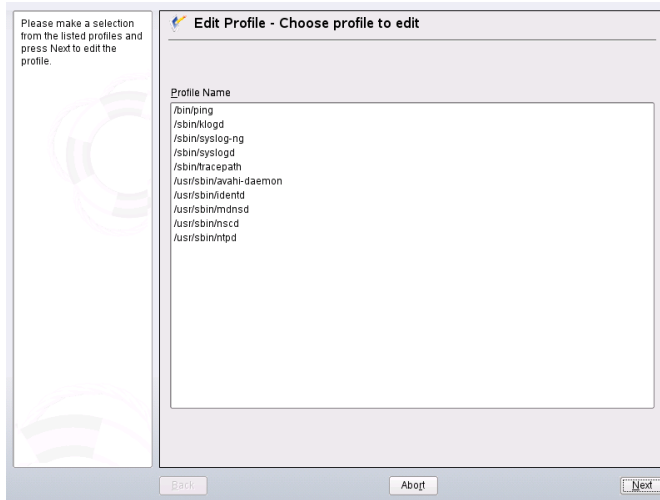 Please make a selection
from the listed profiles and
press Next to edit the
profile.
Edit Profile - Choose profile to edit
Profile Name
/bin/ping
/sbin/klogd
/sbin/syslog-ng
/sbin/syslogd
/sbin/tracepath
/usr/sbin/avahi-daemon
/usr/sbin/identd
/usr/sbin/mdnsd
/usr/sbin/nscd
/usr/sbin/ntpd
Back
Abort
Next